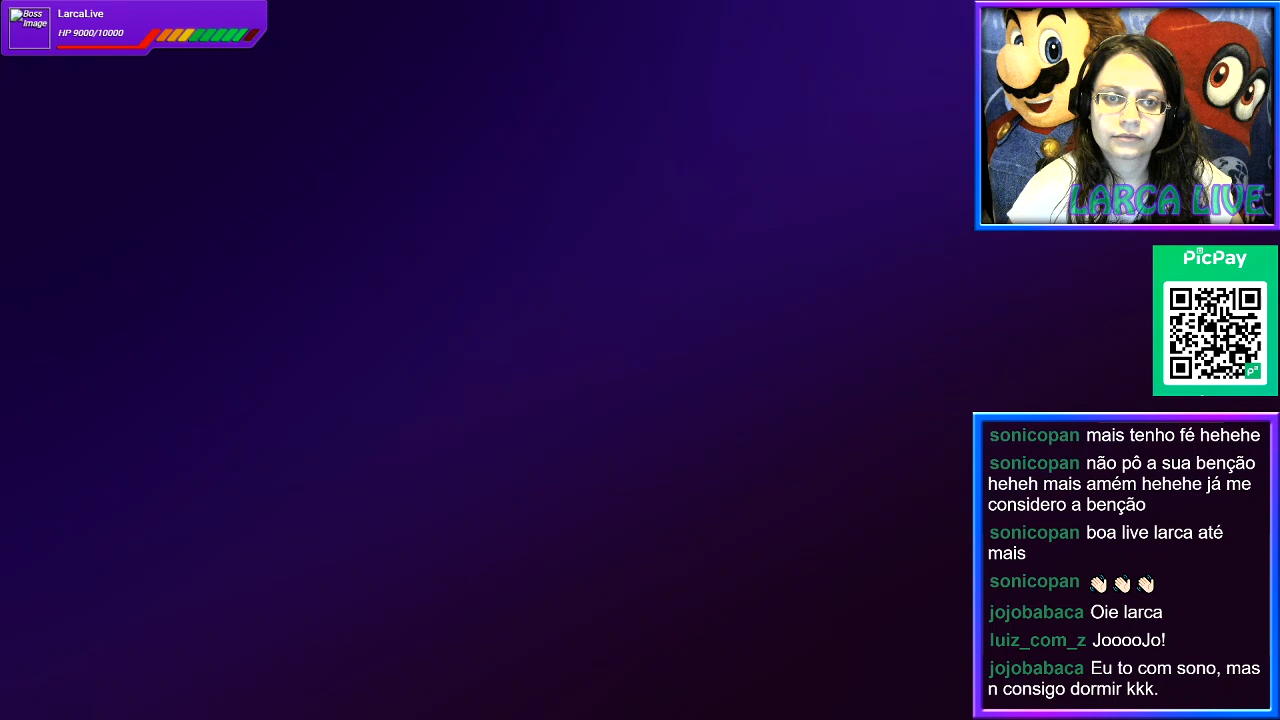 Boss
Image
LarcaLive
HP 9000/10000
LARCA LIVE
PicPay
sonicopan mais tenho fé hehehe
sonicopan não pô a sua benção
heheh mais amém hehehe já me
considero a benção
sonicopan boa live larca até
mais
sonicopan 👋🏻 👋🏻 👋🏻
jojobabaca Oie larca
luiz_com_z JooooJo!
jojobabaca Eu to com sono, mas
n consigo dormir kkk.